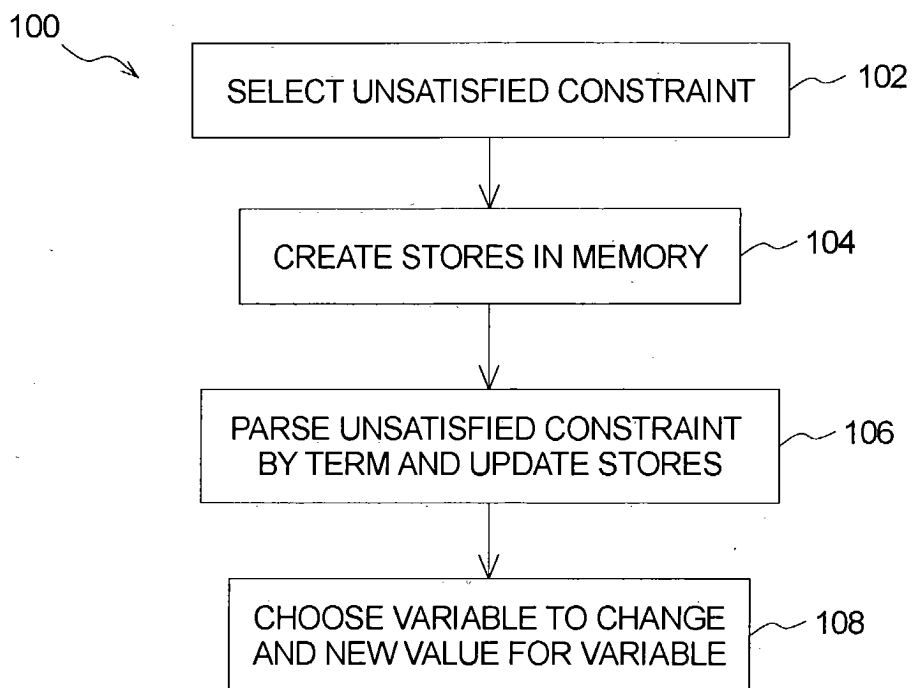 100
SELECT UNSATISFIED CONSTRAINT
102
CREATE STORES IN MEMORY
104
PARSE UNSATISFIED CONSTRAINT
BY TERM AND UPDATE STORES
106
CHOOSE VARIABLE TO CHANGE
AND NEW VALUE FOR VARIABLE
108